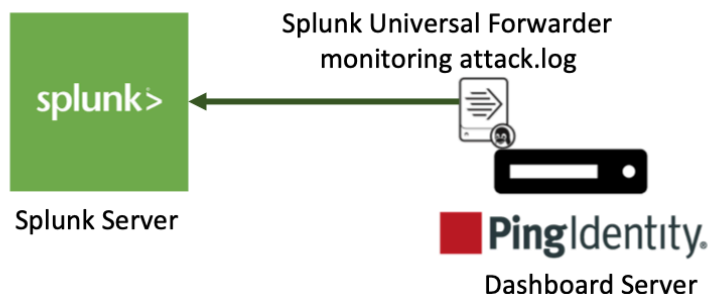 Splunk Universal Forwarder
monitoring attack.log
splunk>
Splunk Server
PingIdentity.
Dashboard Server